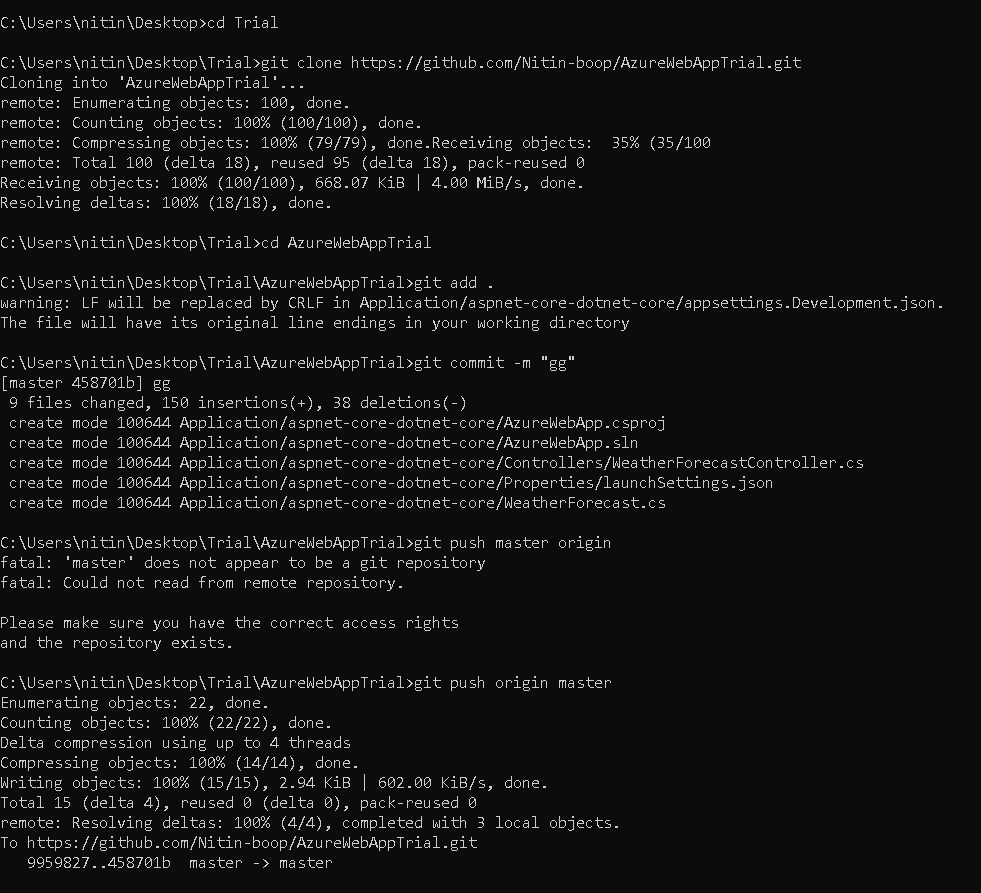 C:\Users\nitin\Desktop>cd Trial
C:\Users\nitin\Desktop\Trial>git clone https://github.com/Nitin-boop/AzureWebAppTrial.git
Cloning into 'AzureWebAppTrial'...
remote: Enumerating objects: 100, done.
remote: Counting objects: 100% (100/100), done.
remote: Compressing objects: 100% (79/79), done.Receiving objects:  35% (35/100
remote: Total 100 (delta 18), reused 95 (delta 18), pack-reused 0
Receiving objects: 100% (100/100), 668.07 KiB | 4.00 MiB/s, done.
Resolving deltas: 100% (18/18), done.
C:\Users\nitin\Desktop\Trial>cd AzureWebAppTrial
C:\Users\nitin\Desktop\Trial\AzureWebAppTrial>git add .
warning: LF will be replaced by CRLF in Application/aspnet-core-dotnet-core/appsettings.Development.json.
The file will have its original line endings in your working directory
C:\Users\nitin\Desktop\Trial\AzureWebAppTrial>git commit -m "gg"
[master 458701b] gg
 9 files changed, 150 insertions(+), 38 deletions(-)
 create mode 100644 Application/aspnet-core-dotnet-core/AzureWebApp.csproj
 create mode 100644 Application/aspnet-core-dotnet-core/AzureWebApp.sln
 create mode 100644 Application/aspnet-core-dotnet-core/Controllers/WeatherForecastController.cs
 create mode 100644 Application/aspnet-core-dotnet-core/Properties/launchSettings.json
 create mode 100644 Application/aspnet-core-dotnet-core/WeatherForecast.cs
C:\Users\nitin\Desktop\Trial\AzureWebAppTrial>git push master origin
fatal: 'master' does not appear to be a git repository
fatal: Could not read from remote repository.
Please make sure you have the correct access rights
and the repository exists.
C:\Users\nitin\Desktop\Trial\AzureWebAppTrial>git push origin master
Enumerating objects: 22, done.
Counting objects: 100% (22/22), done.
Delta compression using up to 4 threads
Compressing objects: 100% (14/14), done.
Writing objects: 100% (15/15), 2.94 KiB | 602.00 KiB/s, done.
Total 15 (delta 4), reused 0 (delta 0), pack-reused 0
remote: Resolving deltas: 100% (4/4), completed with 3 local objects.
To https://github.com/Nitin-boop/AzureWebAppTrial.git
   9959827..458701b  master -> master